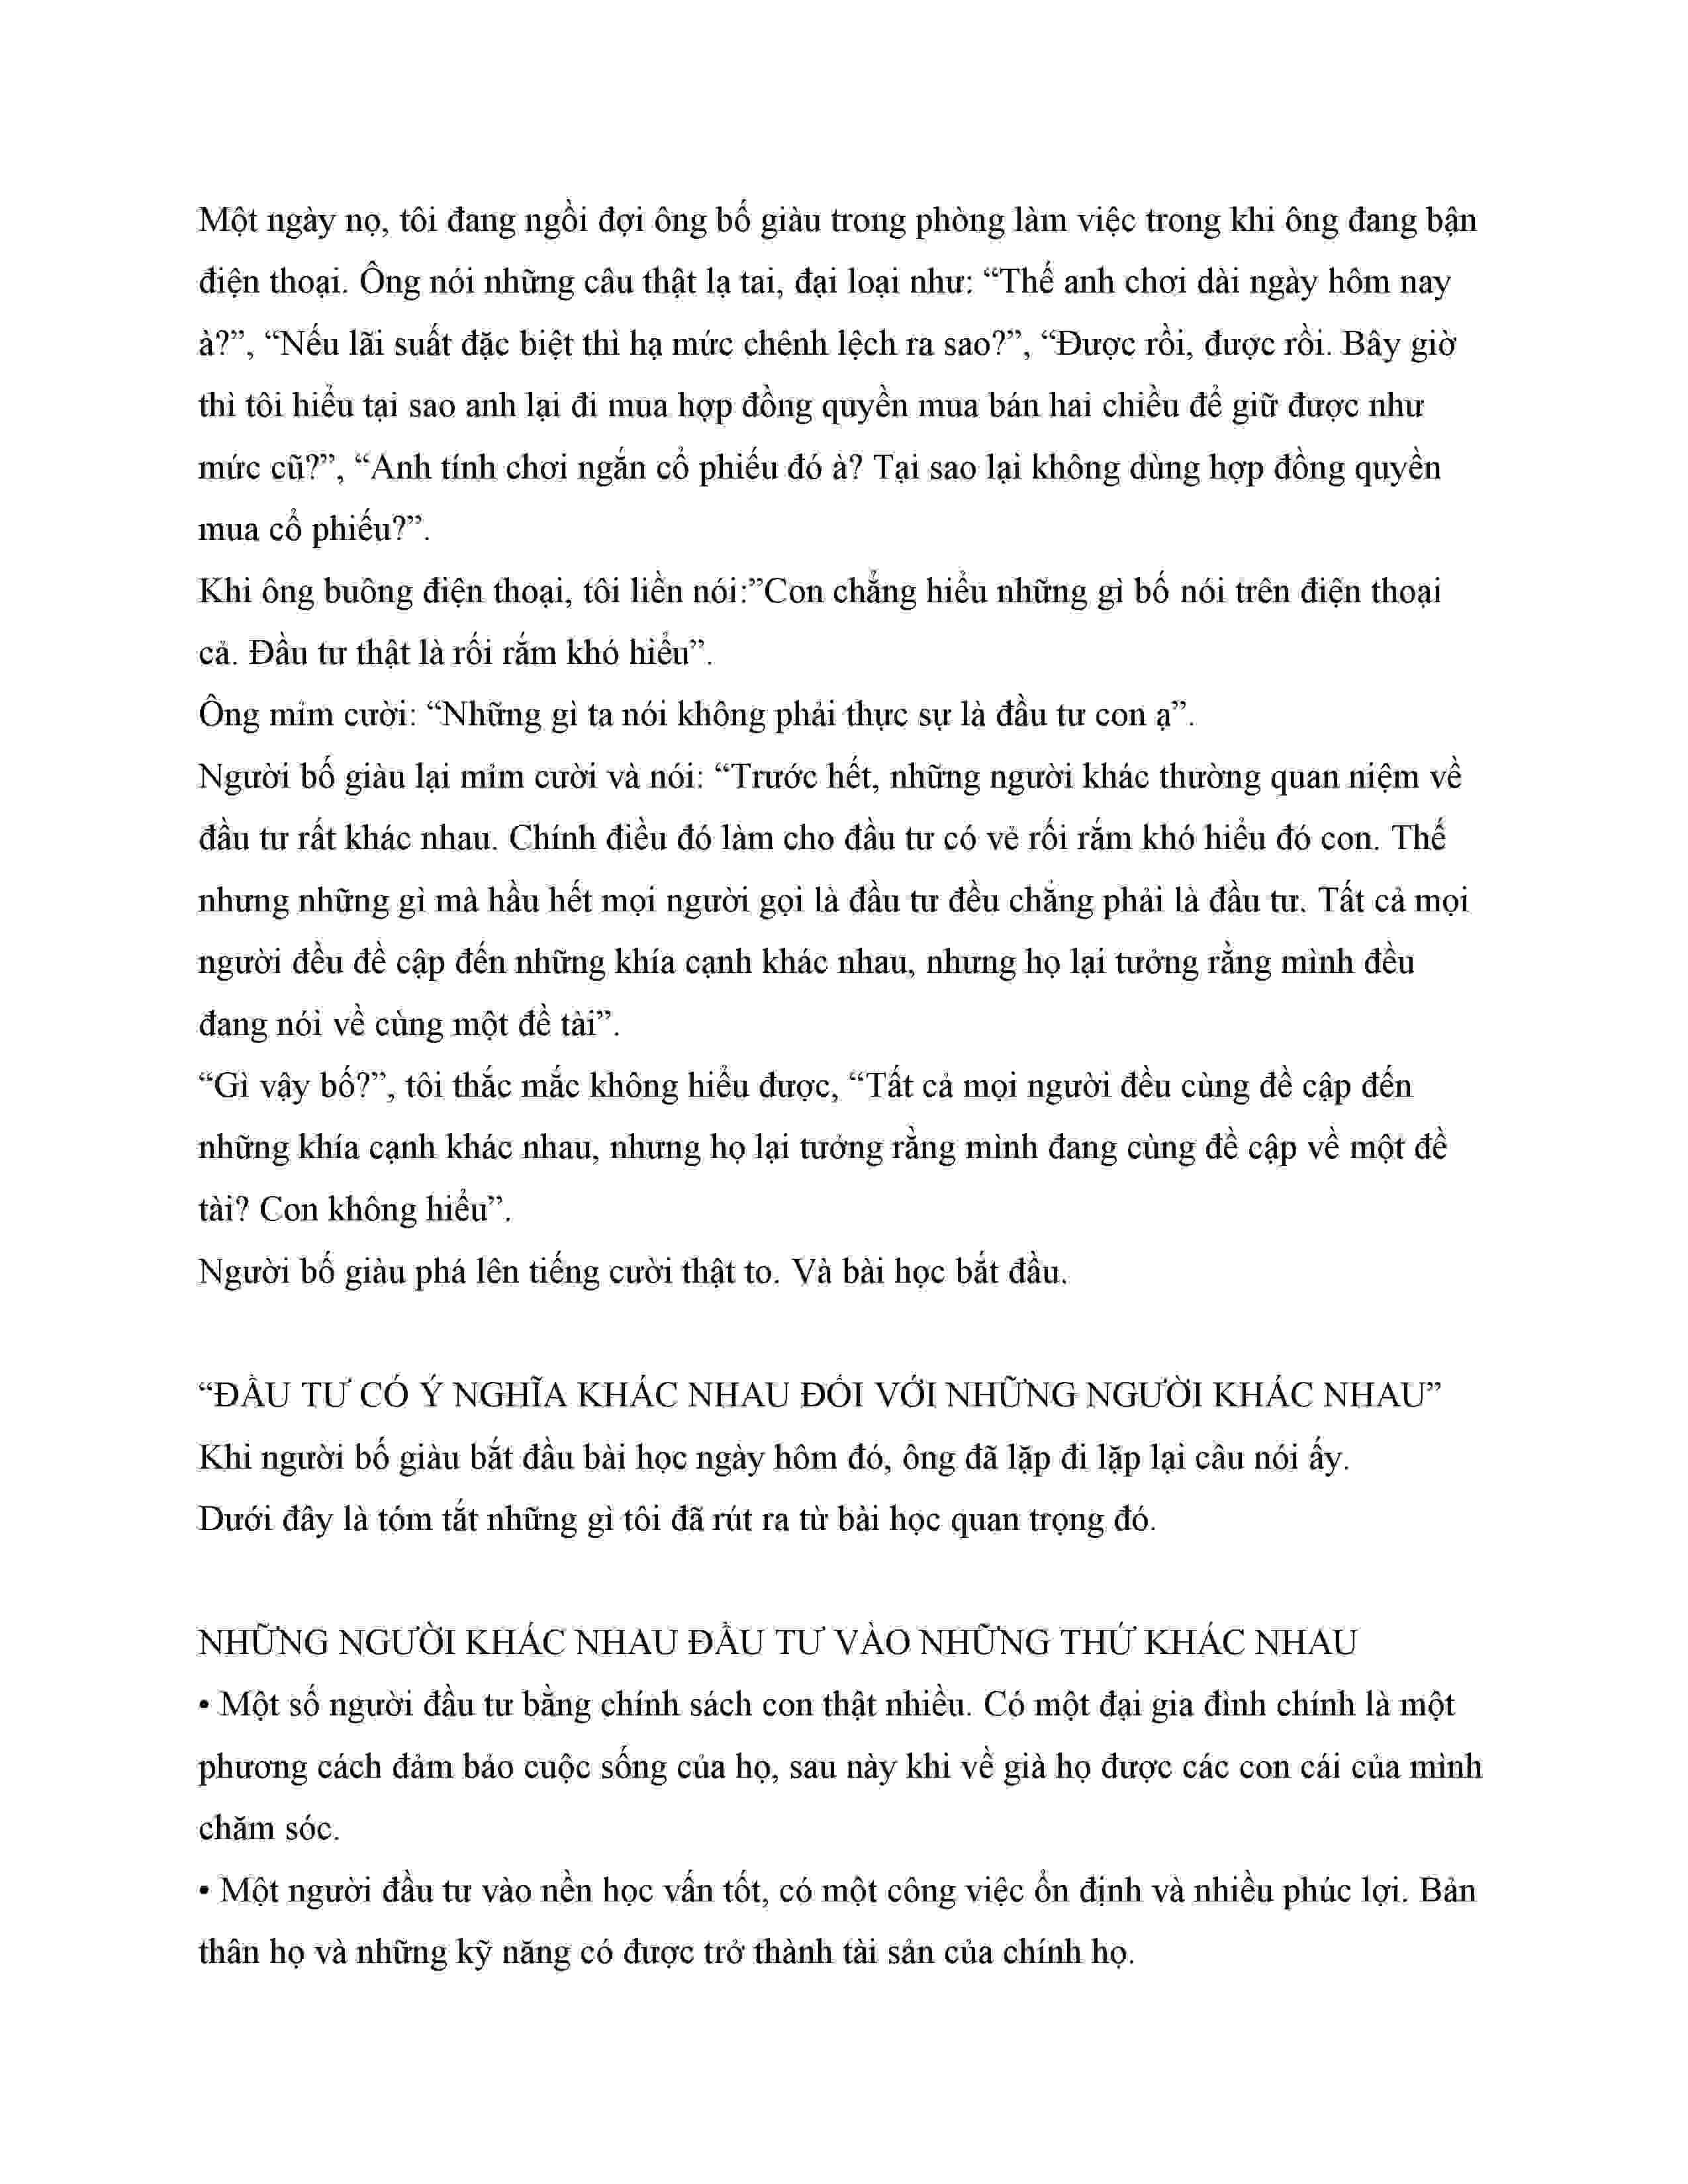 Một ngày nọ, tôi đang ngồi đợi ông bố giàu trong phòng làm việc trong khi ông đang bận
điện thoại. Ông nói những câu thật lạ tai, đại loại như: “Thế anh chơi dài ngày hôm nay
à?”, “Nếu lãi suất đặc biệt thì hạ mức chênh lệch ra sao?”, “Được rồi, được rồi. Bây giờ
thì tôi hiểu tại sao anh lại đi mua hợp đồng quyền mua bán hai chiều để giữ được như
mức cũ?”, “Anh tính chơi ngắn cổ phiếu đó à? Tại sao lại không dùng hợp đồng quyền
mua cổ phiếu?”.
Khi ông buông điện thoại, tôi liền nói:”Con chẳng hiểu những gì bố nói trên điện thoại
cả. Đầu tư thật là rối rắm khó hiểu”.
Ông mỉm cười: “Những gì ta nói không phải thực sự là đầu tư con ạ”.
Người bố giàu lại mỉm cười và nói: “Trước hết, những người khác thường quan niệm về
đầu tư rất khác nhau. Chính điều đó làm cho đầu tư có vẻ rối rắm khó hiểu đó con. Thế
nhưng những gì mà hầu hết mọi người gọi là đầu tư đều chẳng phải là đầu tư. Tất cả mọi
người đều đề cập đến những khía cạnh khác nhau, nhưng họ lại tưởng rằng mình đều
đang nói về cùng một đề tài”.
“Gì vậy bố?”, tôi thắc mắc không hiểu được, “Tất cả mọi người đều cùng đề cập đến
những khía cạnh khác nhau, nhưng họ lại tưởng rằng mình đang cùng đề cập về một đề
tài? Con không hiểu”.
Người bố giàu phá lên tiếng cười thật to. Và bài học bắt đầu.
“ĐẦU TƯ CÓ Ý NGHĨA KHÁC NHAU ĐỐI VỚI NHỮNG NGƯỜI KHÁC NHAU”
Khi người bố giàu bắt đầu bài học ngày hôm đó, ông đã lặp đi lặp lại câu nói ấy.
Dưới đây là tóm tắt những gì tôi đã rút ra từ bài học quan trọng đó.
NHỮNG NGƯỜI KHÁC NHAU ĐẦU TƯ VÀO NHỮNG THỨ KHÁC NHAU
• Một số người đầu tư bằng chính sách con thật nhiều. Có một đại gia đình chính là một
phương cách đảm bảo cuộc sống của họ, sau này khi về già họ được các con cái của mình
chăm sóc.
• Một người đầu tư vào nền học vấn tốt, có một công việc ổn định và nhiều phúc lợi. Bản
thân họ và những kỹ năng có được trở thành tài sản của chính họ.